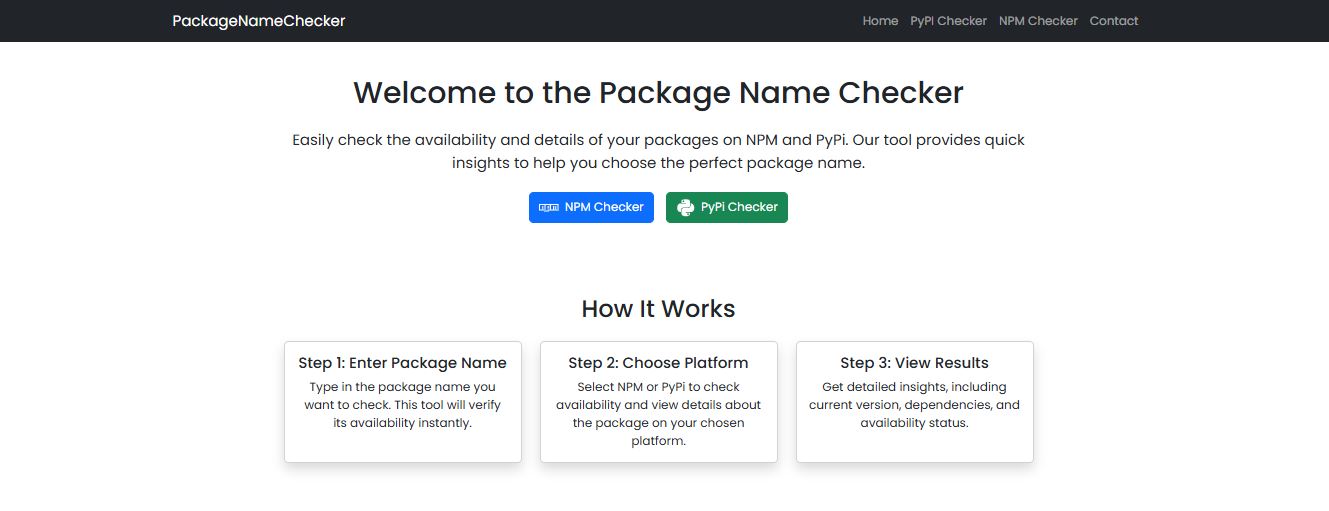 PackageNameChecker
Home PyPI Checker NPM Checker Contact
Welcome to the Package Name Checker
Easily check the availability and details of your packages on NPM and PyPi. Our tool provides quick
insights to help you choose the perfect package name.
npm NPM Checker
PyPi Checker
How It Works
Step 1: Enter Package Name
Type in the package name you
want to check. This tool will verify
its availability instantly.
Step 2: Choose Platform
Select NPM or PyPi to check
availability and view details about
the package on your chosen
platform.
Step 3: View Results
Get detailed insights, including
current version, dependencies, and
availability status.